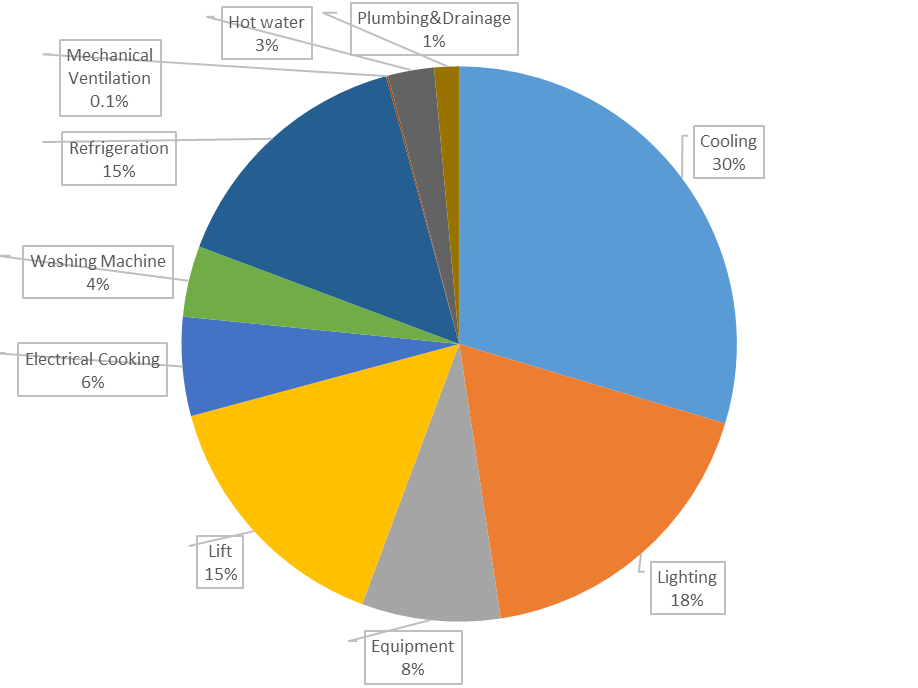 Hot water
3%
Plumbing&Drainage
1%
Mechanical
Ventilation
0.1%
Refrigeration
15%
Cooling
30%
Washing Machine
4%
Electrical Cooking
6%
Lift
15%
Lighting
18%
Equipment
8%